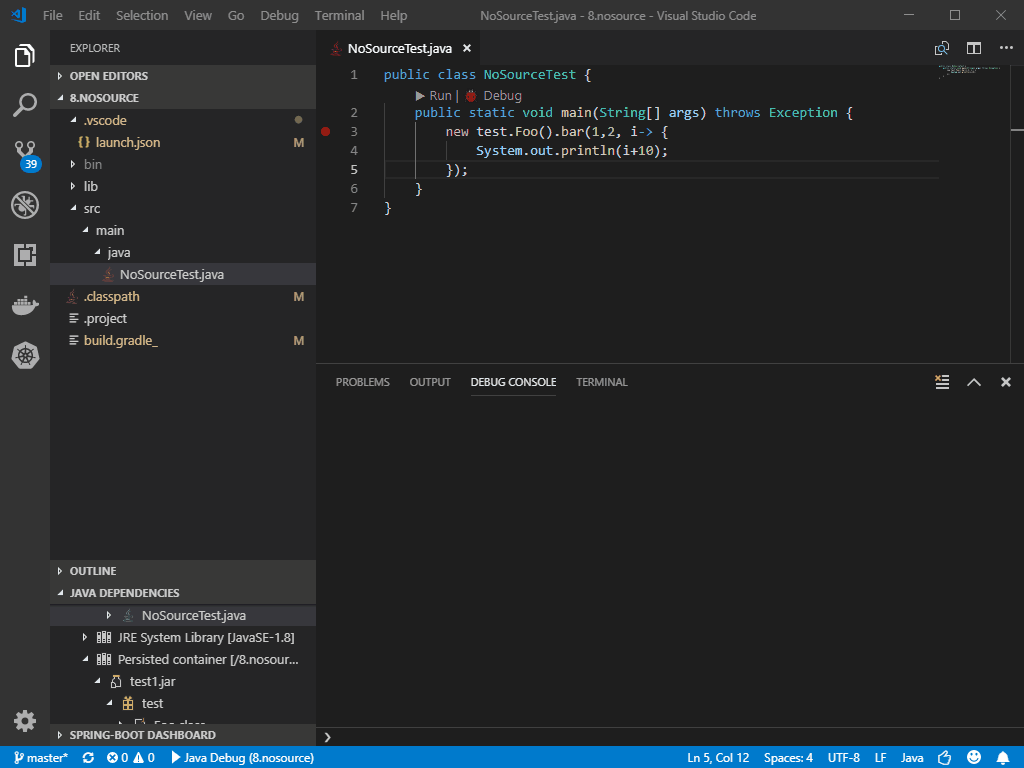 File Edit Selection View Go Debug Terminal Help NoSourceTest.java - 8.nosource - Visual Studio Code
EXPLORER
OPEN EDITORS
8.NOSOURCE
.vscode
{} launch.json M
bin
lib
src
main
java
NoSourceTest.java
.classpath M
.project
build.gradle_ M
39
OUTLINE
JAVA DEPENDENCIES
NoSourceTest.java
JRE System Library [JavaSE-1.8]
Persisted container [/8.nosour...
test1.jar
test
Foo.class
SPRING-BOOT DASHBOARD
NoSourceTest.java ×
1 public class NoSourceTest {
Run | Debug
2 public static void main(String[] args) throws Exception {
3 new test.Foo().bar(1,2, i-> {
4 System.out.println(i+10);
5 });
6 }
7 }
PROBLEMS OUTPUT DEBUG CONSOLE TERMINAL
master* 0 0 Java Debug (8.nosource) Ln 5, Col 12 Spaces: 4 UTF-8 LF Java